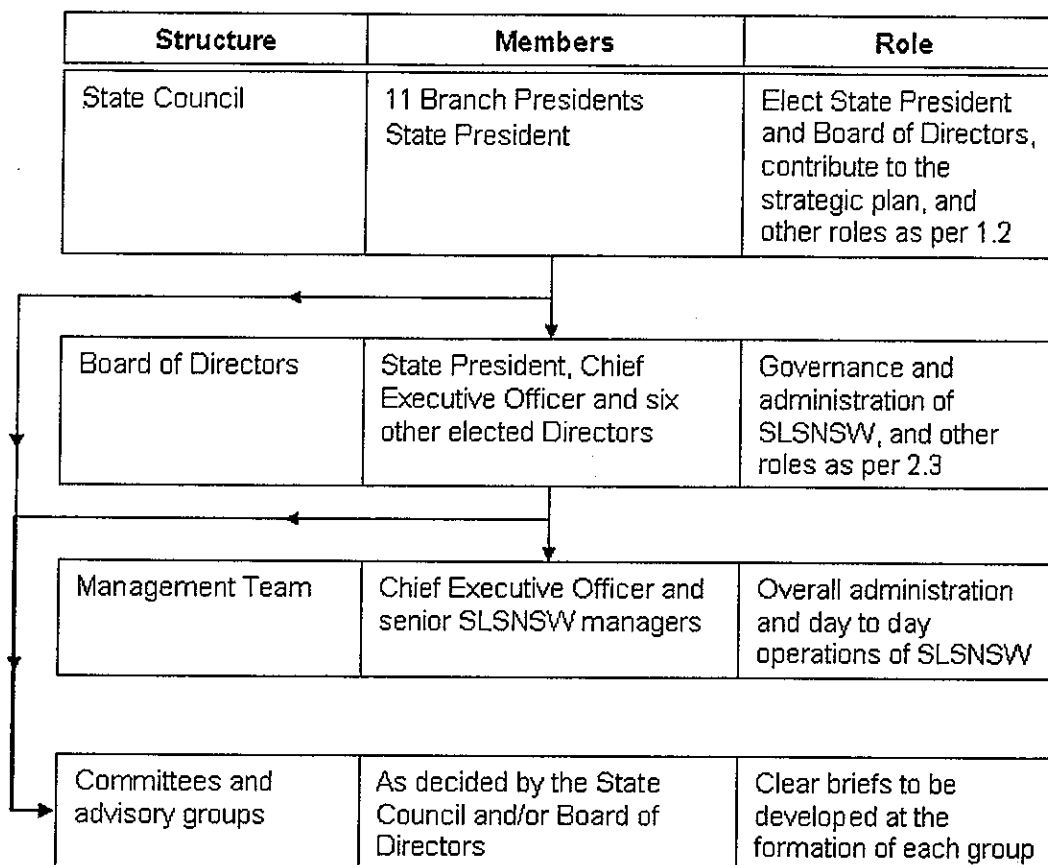 Structure Members Role
State Council
11 Branch Presidents
State President
Elect State President
and Board of Directors,
contribute to the
strategic plan, and
other roles as per 1.2
Board of Directors
State President, Chief
Executive Officer and six
other elected Directors
Governance and
administration of
SLSNSW, and other
roles as per 2.3
Management Team
Chief Executive Officer and
senior SLSNSW managers
Overall administration
and day to day
operations of SLSNSW
Committees and
advisory groups
As decided by the State
Council and/or Board of
Directors
Clear briefs to be
developed at the
formation of each group